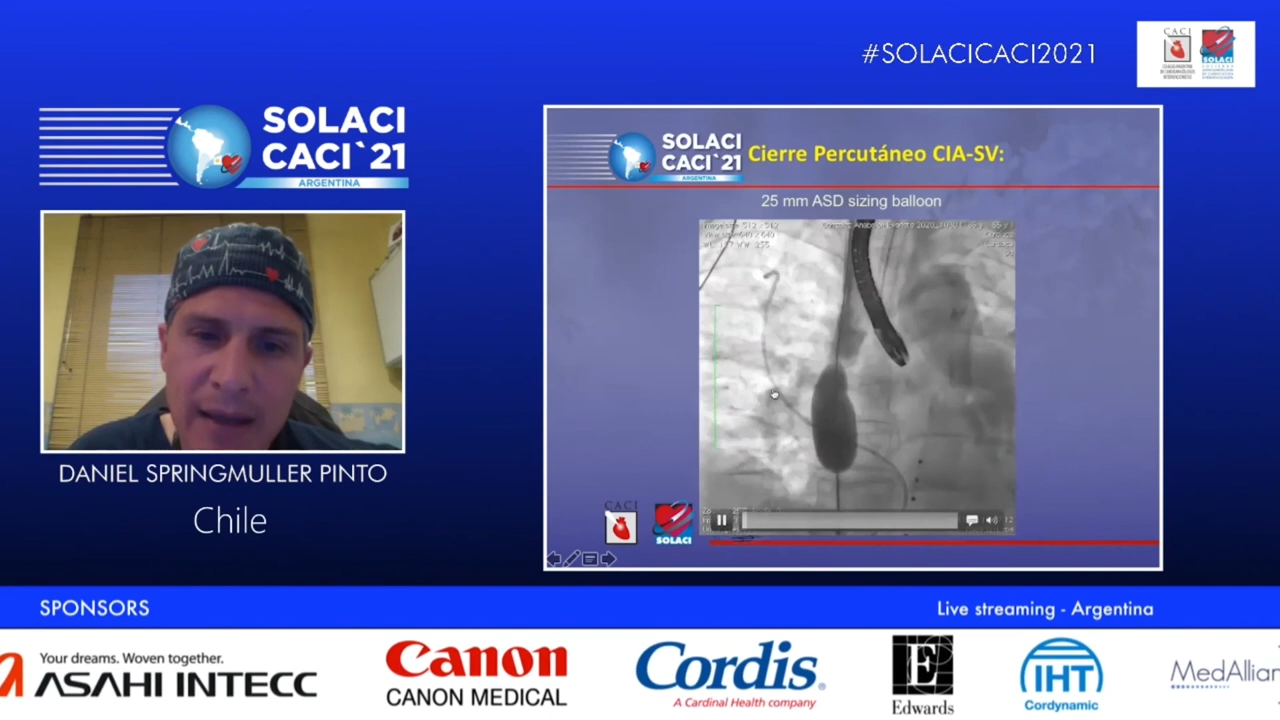 #SOLACICACI2021
CACI
SOLACI
SOLACI
CACI`21
ARGENTINA
SOLACI
CACI`21
ARGENTINA
Cierre Percutáneo CIA-SV:
25 mm ASD sizing balloon
CACI
SOLACI
DANIEL SPRINGMULLER PINTO
Chile
SPONSORS
Live streaming - Argentina
Your dreams. Woven together.
ASAHI INTECC
Canon
CANON MEDICAL
Cordis
A Cardinal Health company
E
Edwards
IHT
Cordynamic
MedAllian